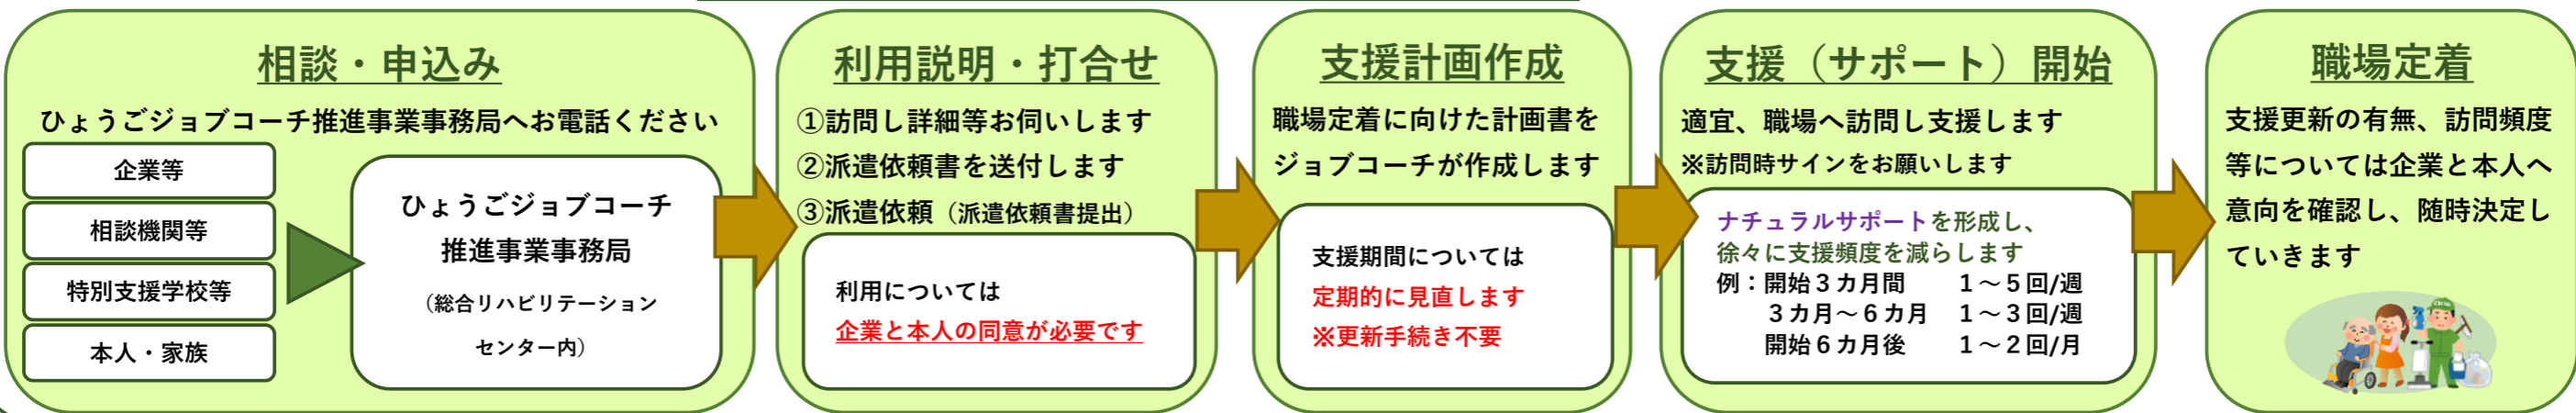 相談・申込み
ひょうごジョブコーチ推進事業事務局へお電話ください
企業等
相談機関等
特別支援学校等
本人・家族
ひょうごジョブコーチ
推進事業事務局
（総合リハビリテーション
センター内）
利用説明・打合せ
①訪問し詳細等お伺いします
②派遣依頼書を送付します
③派遣依頼（派遣依頼書提出）
利用については
企業と本人の同意が必要です
支援計画作成
職場定着に向けた計画書を
ジョブコーチが作成します
支援期間については
定期的に見直します
※更新手続き不要
支援（サポート）開始
適宜、職場へ訪問し支援します
※訪問時サインをお願いします
ナチュラルサポートを形成し、
徐々に支援頻度を減らします
例：開始３カ月間　１～５回/週
３カ月～６カ月　１～３回/週
開始６カ月後　１～２回/月
職場定着
支援更新の有無、訪問頻度
等については企業と本人へ
意向を確認し、随時決定し
ていきます